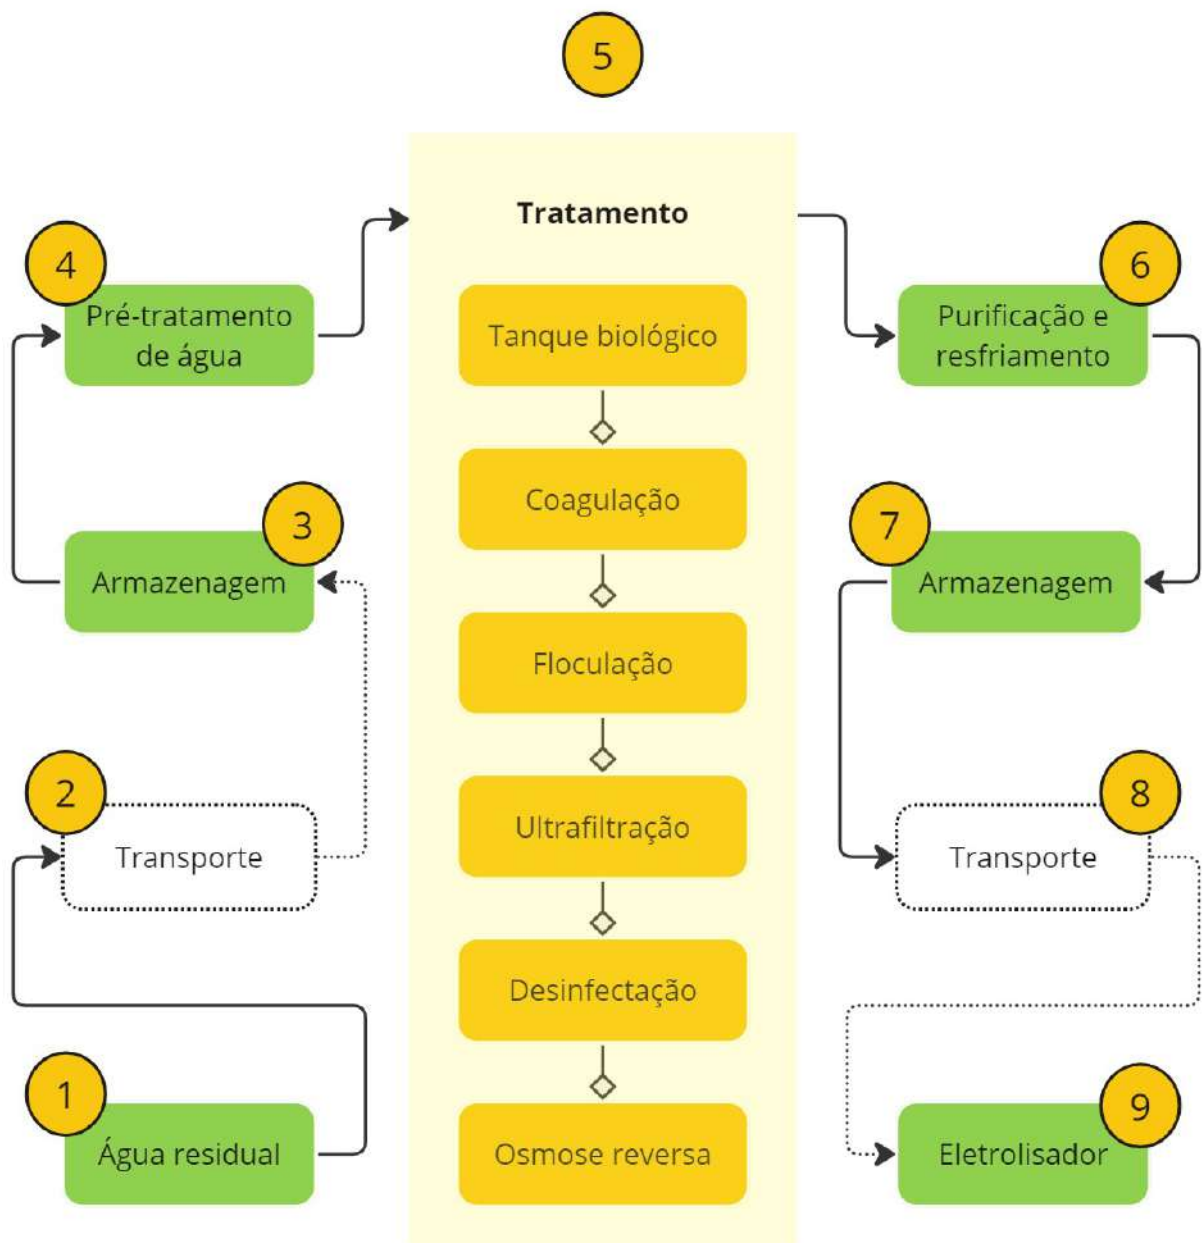 5
Tratamento
4
Pré-tratamento
de água
Tanque biológico
6
Purificação e
resfriamento
Coagulação
3
Armazenagem
7
Armazenagem
Floculação
2
Transporte
Ultrafiltração
8
Transporte
Desinfectação
1
Água residual
Osmose reversa
9
Eletrolisador